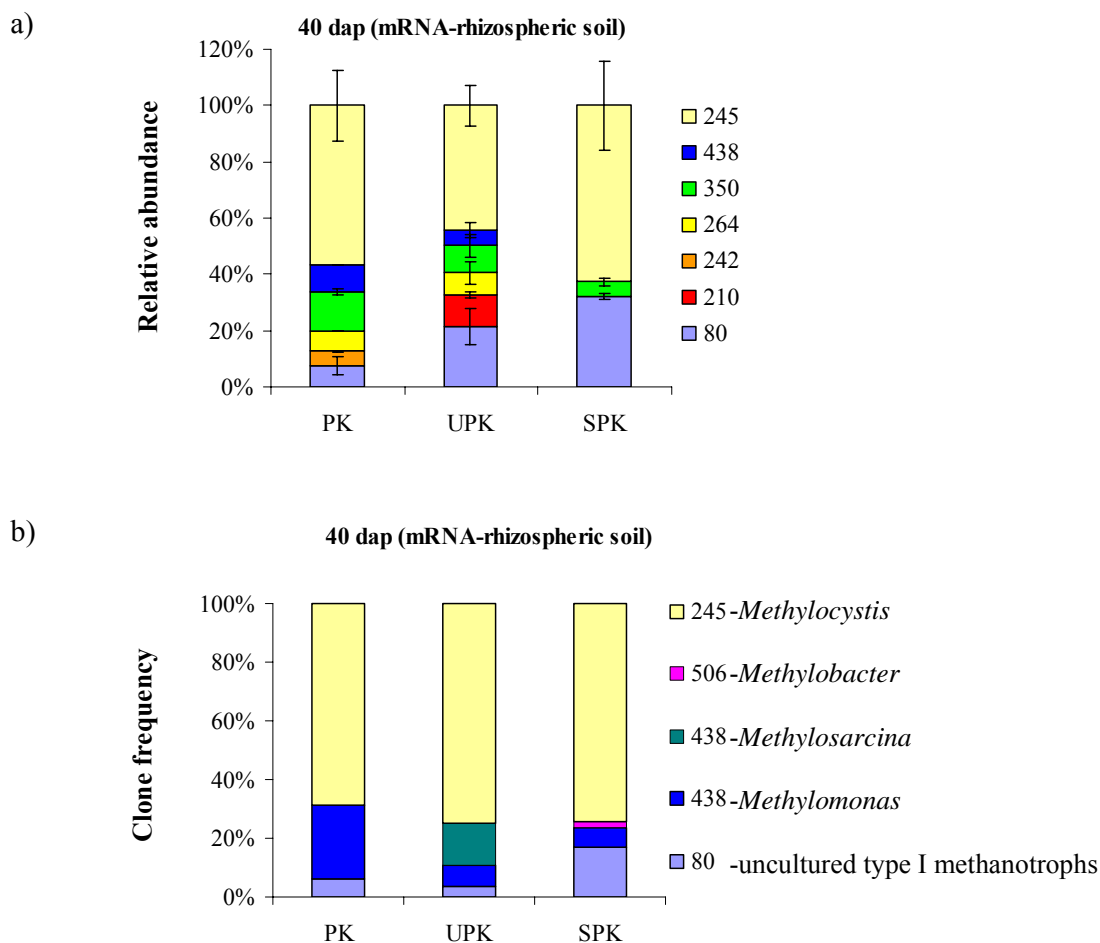 a)
40 dap (mRNA-rhizospheric soil)
Relative abundance
120%
100%
80%
60%
40%
20%
0%
PK UPK SPK
245
438
350
264
242
210
80
b)
40 dap (mRNA-rhizospheric soil)
Clone frequency
100%
80%
60%
40%
20%
0%
PK UPK SPK
245-Methylocystis
506-Methylobacter
438-Methylosarcina
438-Methylomonas
80 -uncultured type I methanotrophs